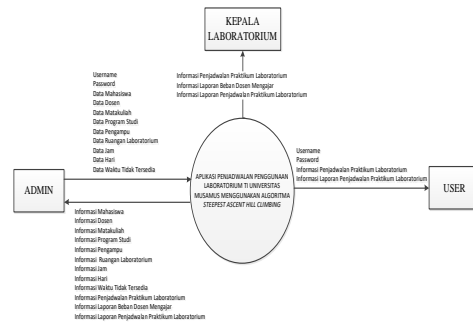 KEPALA
LABORATORIUM
Username
Password
Data Mahasiswa
Data Dosen
Data Matakuliah
Data Program Studi
Data Pengampu
Data Ruangan Laboratorium
Data Jam
Data Hari
Data Waktu Tidak Tersedia
Informasi Penjadwalan Praktikum Laboratorium
Informasi Laporan Beban Dosen Mengajar
Informasi Laporan Penjadwalan Praktikum Laboratorium
ADMIN
APLIKASI PENJADWALAN PENGGUNAAN
LABORATORIUM TI UNIVERSITAS
MUSAMUS MENGGUNAKAN ALGORITMA
STEEPEST ASCENT HILL CLIMBING
Username
Password
Informasi Penjadwalan Praktikum Laboratorium
Informasi Laporan Penjadwalan Praktikum Laboratorium
USER
Informasi Mahasiswa
Informasi Dosen
Informasi Matakuliah
Informasi Program Studi
Informasi Pengampu
Informasi Ruangan Laboratorium
Informasi Jam
Informasi Hari
Informasi Waktu Tidak Tersedia
Informasi Penjadwalan Praktikum Laboratorium
Informasi Laporan Beban Dosen Mengajar
Informasi Laporan Penjadwalan Praktikum Laboratorium